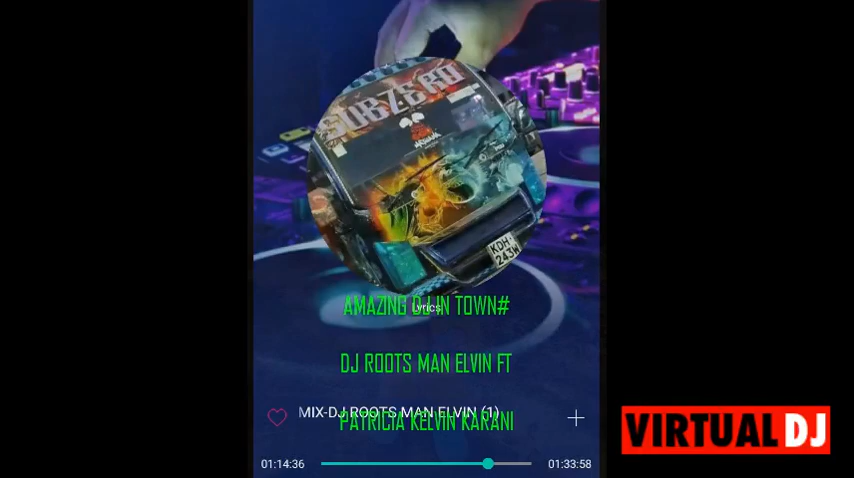 SUBZERO
KDH
243W
AMAZING DJ IN TOWN#
Lyrics
DJ ROOTS MAN ELVIN FT
MIX-DJ ROOTS MAN ELVIN (1)
PATRICIA KELVIN KARANI
01:14:36
01:33:58
VIRTUAL DJ